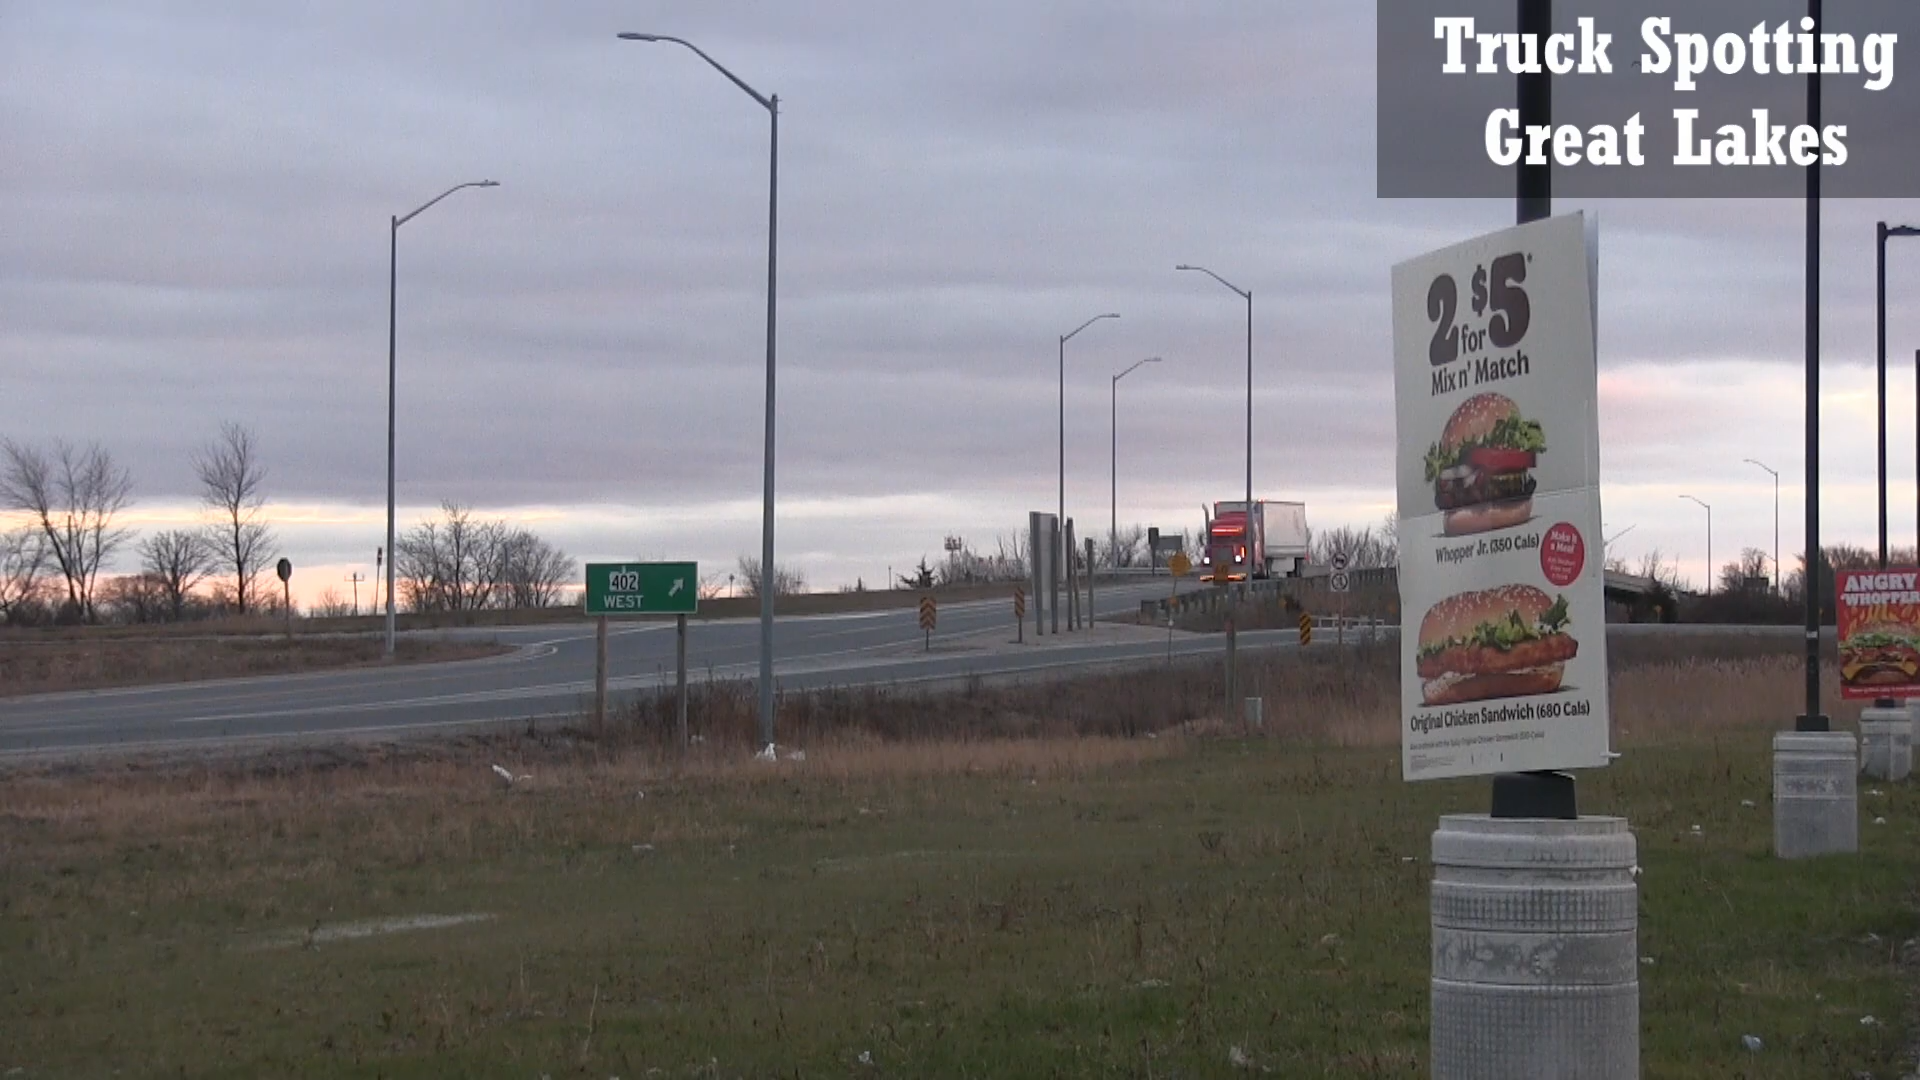 Truck Spotting
Great Lakes
2 for $5*
Mix n' Match
Whopper Jr. (350 Cals)
Make it
a Meal
Original Chicken Sandwich (680 Cals)
402
WEST
ANGRY
WHOPPER